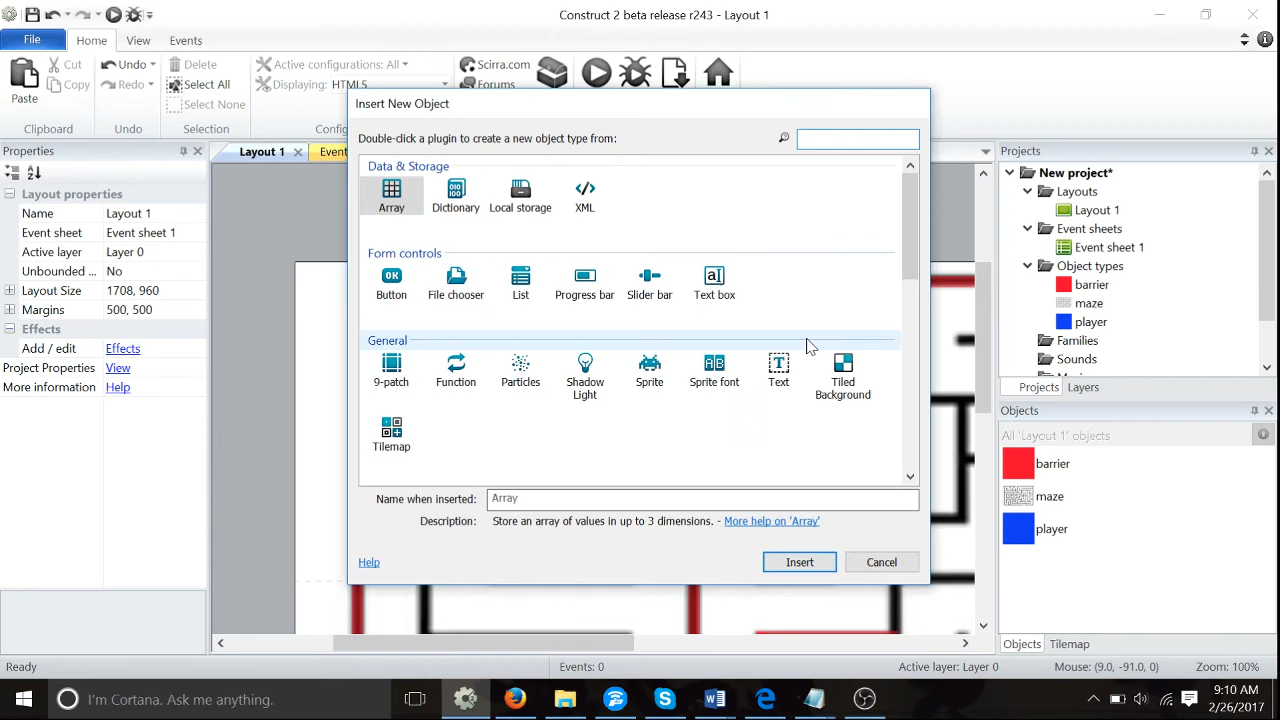 Construct 2 beta release r243 - Layout 1
File
Home
View
Events
Paste
Cut
Copy
Clipboard
Undo
Redo
Undo
Delete
Select All
Select None
Selection
Active configurations: All
Displaying: HTML5
Config
Scirra.com
Forums
Insert New Object
Double-click a plugin to create a new object type from:
Data & Storage
Array
Dictionary
Local storage
XML
Form controls
Button
File chooser
List
Progress bar
Slider bar
Text box
General
9-patch
Function
Particles
Shadow
Light
Sprite
Sprite font
Text
Tiled
Background
Tilemap
Name when inserted:
Array
Description:
Store an array of values in up to 3 dimensions. - More help on 'Array'
Help
Insert
Cancel
Properties
Layout properties
Name Layout 1
Event sheet Event sheet 1
Active layer Layer 0
Unbounded ... No
Layout Size 1708, 960
Margins 500, 500
Effects
Add / edit Effects
Project Properties View
More information Help
Layout 1
Event
Projects
New project*
Layouts
Layout 1
Event sheets
Event sheet 1
Object types
barrier
maze
player
Families
Sounds
Projects
Layers
Objects
All 'Layout 1' objects
barrier
maze
player
Objects
Tilemap
Ready
Events: 0
Active layer: Layer 0
Mouse: (9.0, -91.0, 0)
Zoom: 100%
I'm Cortana. Ask me anything.
9:10 AM
2/26/2017